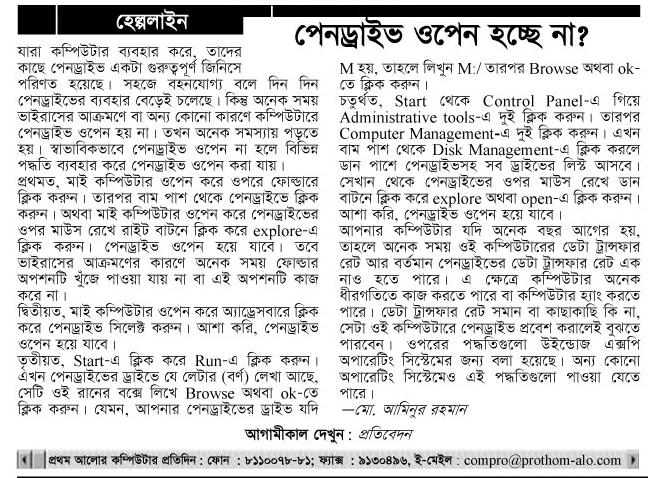 হেল্পলাইন
পেনড্রাইভ ওপেন হচ্ছে না?
যারা কম্পিউটার ব্যবহার করে, তাদের
কাছে পেনড্রাইভ একটা গুরুত্বপূর্ণ জিনিসে
পরিণত হয়েছে। সহজে বহনযোগ্য বলে দিন দিন
পেনড্রাইভের ব্যবহার বেড়েই চলেছে। কিন্তু অনেক সময়
ভাইরাসের আক্রমণে বা অন্য কোনো কারণে কম্পিউটারে
পেনড্রাইভ ওপেন হয় না। তখন অনেক সমস্যায় পড়তে
হয়। স্বাভাবিকভাবে পেনড্রাইভ ওপেন না হলে বিভিন্ন
পদ্ধতি ব্যবহার করে পেনড্রাইভ ওপেন করা যায়।
প্রথমত, মাই কম্পিউটার ওপেন করে ওপরে ফোল্ডারে
ক্লিক করুন। তারপর বাম পাশ থেকে পেনড্রাইভে ক্লিক
করুন। অথবা মাই কম্পিউটার ওপেন করে পেনড্রাইভের
ওপর মাউস রেখে রাইট বাটনে ক্লিক করে explore-এ
ক্লিক করুন। পেনড্রাইভ ওপেন হয়ে যাবে। তবে
ভাইরাসের আক্রমণের কারণে অনেক সময় ফোল্ডার
অপশনটি খুঁজে পাওয়া যায় না বা এই অপশনটি কাজ
করে না।
দ্বিতীয়ত, মাই কম্পিউটার ওপেন করে অ্যাড্রেসবারে ক্লিক
করে পেনড্রাইভ সিলেক্ট করুন। আশা করি, পেনড্রাইভ
ওপেন হয়ে যাবে।
তৃতীয়ত, Start-এ ক্লিক করে Run-এ ক্লিক করুন।
এখন পেনড্রাইভের ড্রাইভে যে লেটার (বর্ণ) লেখা আছে,
সেটি ওই রানের বক্সে লিখে Browse অথবা ok-তে
ক্লিক করুন। যেমন, আপনার পেনড্রাইভের ড্রাইভ যদি
M হয়, তাহলে লিখুন M:/ তারপর Browse অথবা ok-
তে ক্লিক করুন।
চতুর্থত, Start থেকে Control Panel-এ গিয়ে
Administrative tools-এ দুই ক্লিক করুন। তারপর
Computer Management-এ দুই ক্লিক করুন। এখন
বাম পাশ থেকে Disk Management-এ ক্লিক করলে
ডান পাশে পেনড্রাইভসহ সব ড্রাইভের লিস্ট আসবে।
সেখান থেকে পেনড্রাইভের ওপর মাউস রেখে ডান
বাটনে ক্লিক করে explore অথবা open-এ ক্লিক করুন।
আশা করি, পেনড্রাইভ ওপেন হয়ে যাবে।
আপনার কম্পিউটার যদি অনেক বছর আগের হয়,
তাহলে অনেক সময় ওই কম্পিউটারের ডেটা ট্রান্সফার
রেট আর বর্তমান পেনড্রাইভের ডেটা ট্রান্সফার রেট এক
নাও হতে পারে। এ ক্ষেত্রে কম্পিউটার অনেক
ধীরগতিতে কাজ করতে পারে বা কম্পিউটার হ্যাং করতে
পারে। ডেটা ট্রান্সফার রেট সমান বা কাছাকাছি কি না,
সেটা ওই কম্পিউটারে পেনড্রাইভ প্রবেশ করালেই বুঝতে
পারবেন। ওপরের পদ্ধতিগুলো উইন্ডোজ এক্সপি
অপারেটিং সিস্টেমের জন্য বলা হয়েছে। অন্য কোনো
অপারেটিং সিস্টেমেও এই পদ্ধতিগুলো পাওয়া যেতে
পারে।
—মো. আমিনুর রহমান
আগামীকাল দেখুন : প্রতিবেদন
প্রথম আলোর কম্পিউটার প্রতিদিন : ফোন : ৮১১০০৭৮-৮১; ফ্যাক্স : ৯১৩০৪৯৬, ই-মেইল : compro@prothom-alo.com